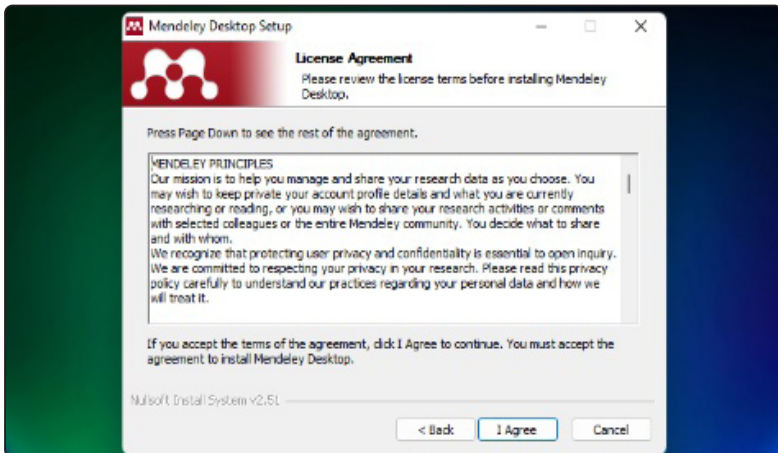 Mendeley Desktop Setup
License Agreement
Please review the license terms before installing Mendeley
Desktop.
Press Page Down to see the rest of the agreement.
MENDELEY PRINCIPLES
Our mission is to help you manage and share your research data as you choose. You
may wish to keep private your account profile details and what you are currently
researching or reading, or you may wish to share your research activities or comments
with selected colleagues or the entire Mendeley community. You decide what to share
and with whom.
We recognize that protecting user privacy and confidentiality is essential to open inquiry.
We are committed to respecting your privacy in your research. Please read this privacy
policy carefully to understand our practices regarding your personal data and how we
will treat it.
If you accept the terms of the agreement, click I Agree to continue. You must accept the
agreement to install Mendeley Desktop.
Nullsoft Install System v2.51
< Back I Agree Cancel